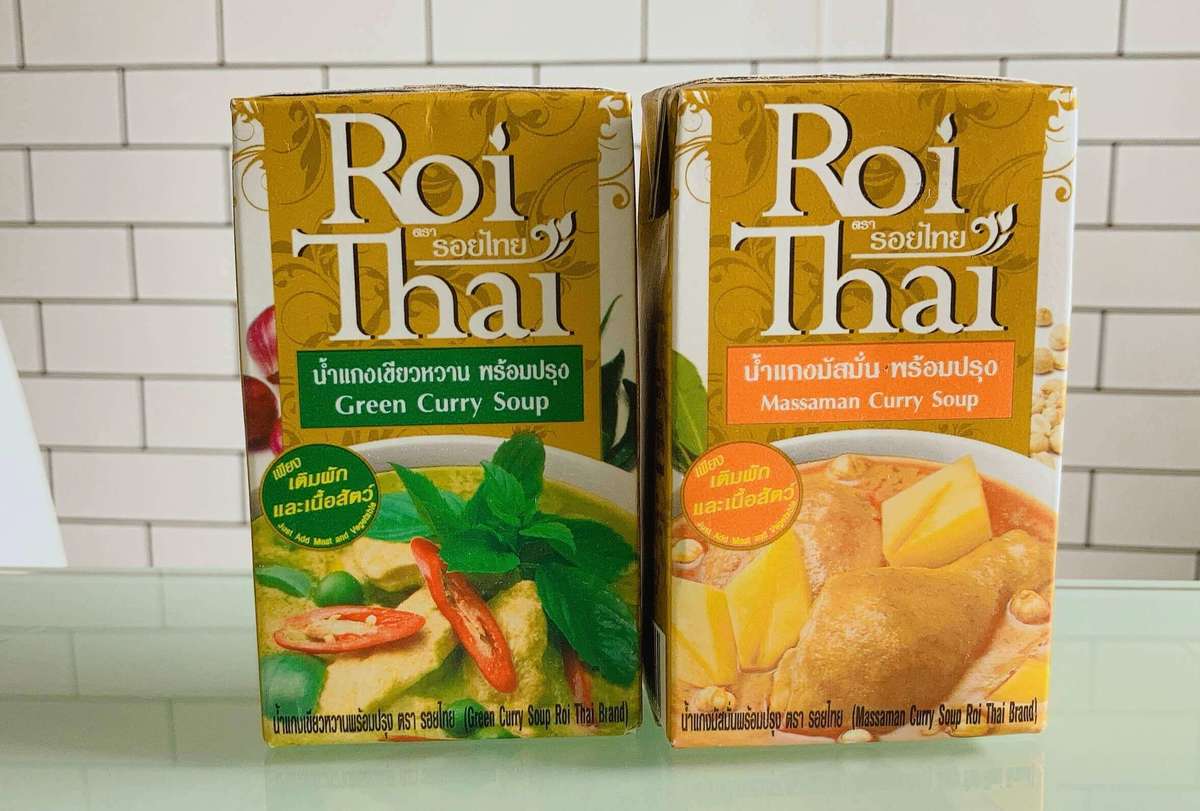 Roi
ตรา รอยไทย
Thai
น้ำแกงเขียวหวาน พร้อมปรุง
Green Curry Soup
เพียง
เติมผัก
และเนื้อสัตว์
Just Add Meat and Vegetable
น้ำแกงเขียวหวานพร้อมปรุง ตรา รอยไทย (Green Curry Soup Roi Thai Brand)
Roi
ตรา รอยไทย
Thai
น้ำแกงมัสมั่น พร้อมปรุง
Massaman Curry Soup
เพียง
เติมผัก
และเนื้อสัตว์
Just Add Meat and Vegetable
น้ำแกงมัสมั่นพร้อมปรุง ตรา รอยไทย (Massaman Curry Soup Roi Thai Brand)